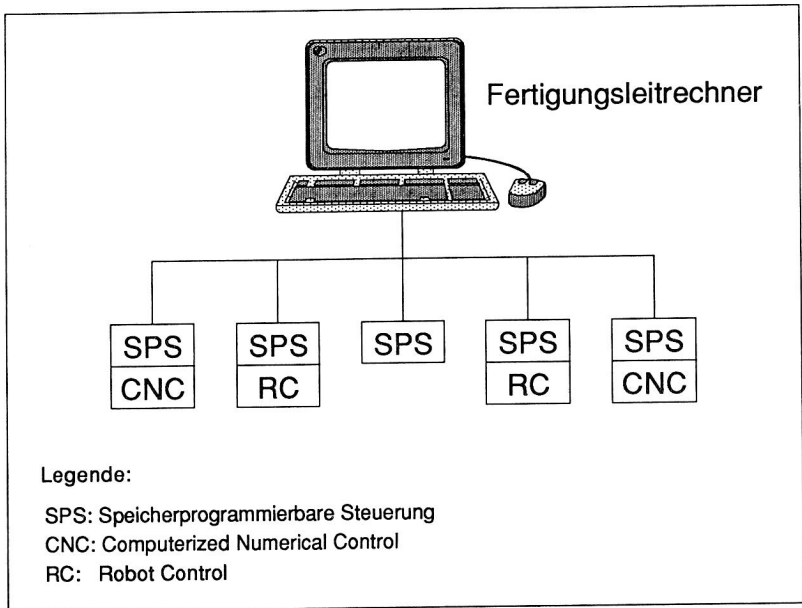 Fertigungsleitrechner
SPS SPS SPS SPS SPS
CNC RC RC CNC
Legende:
SPS: Speicherprogrammierbare Steuerung
CNC: Computerized Numerical Control
RC: Robot Control